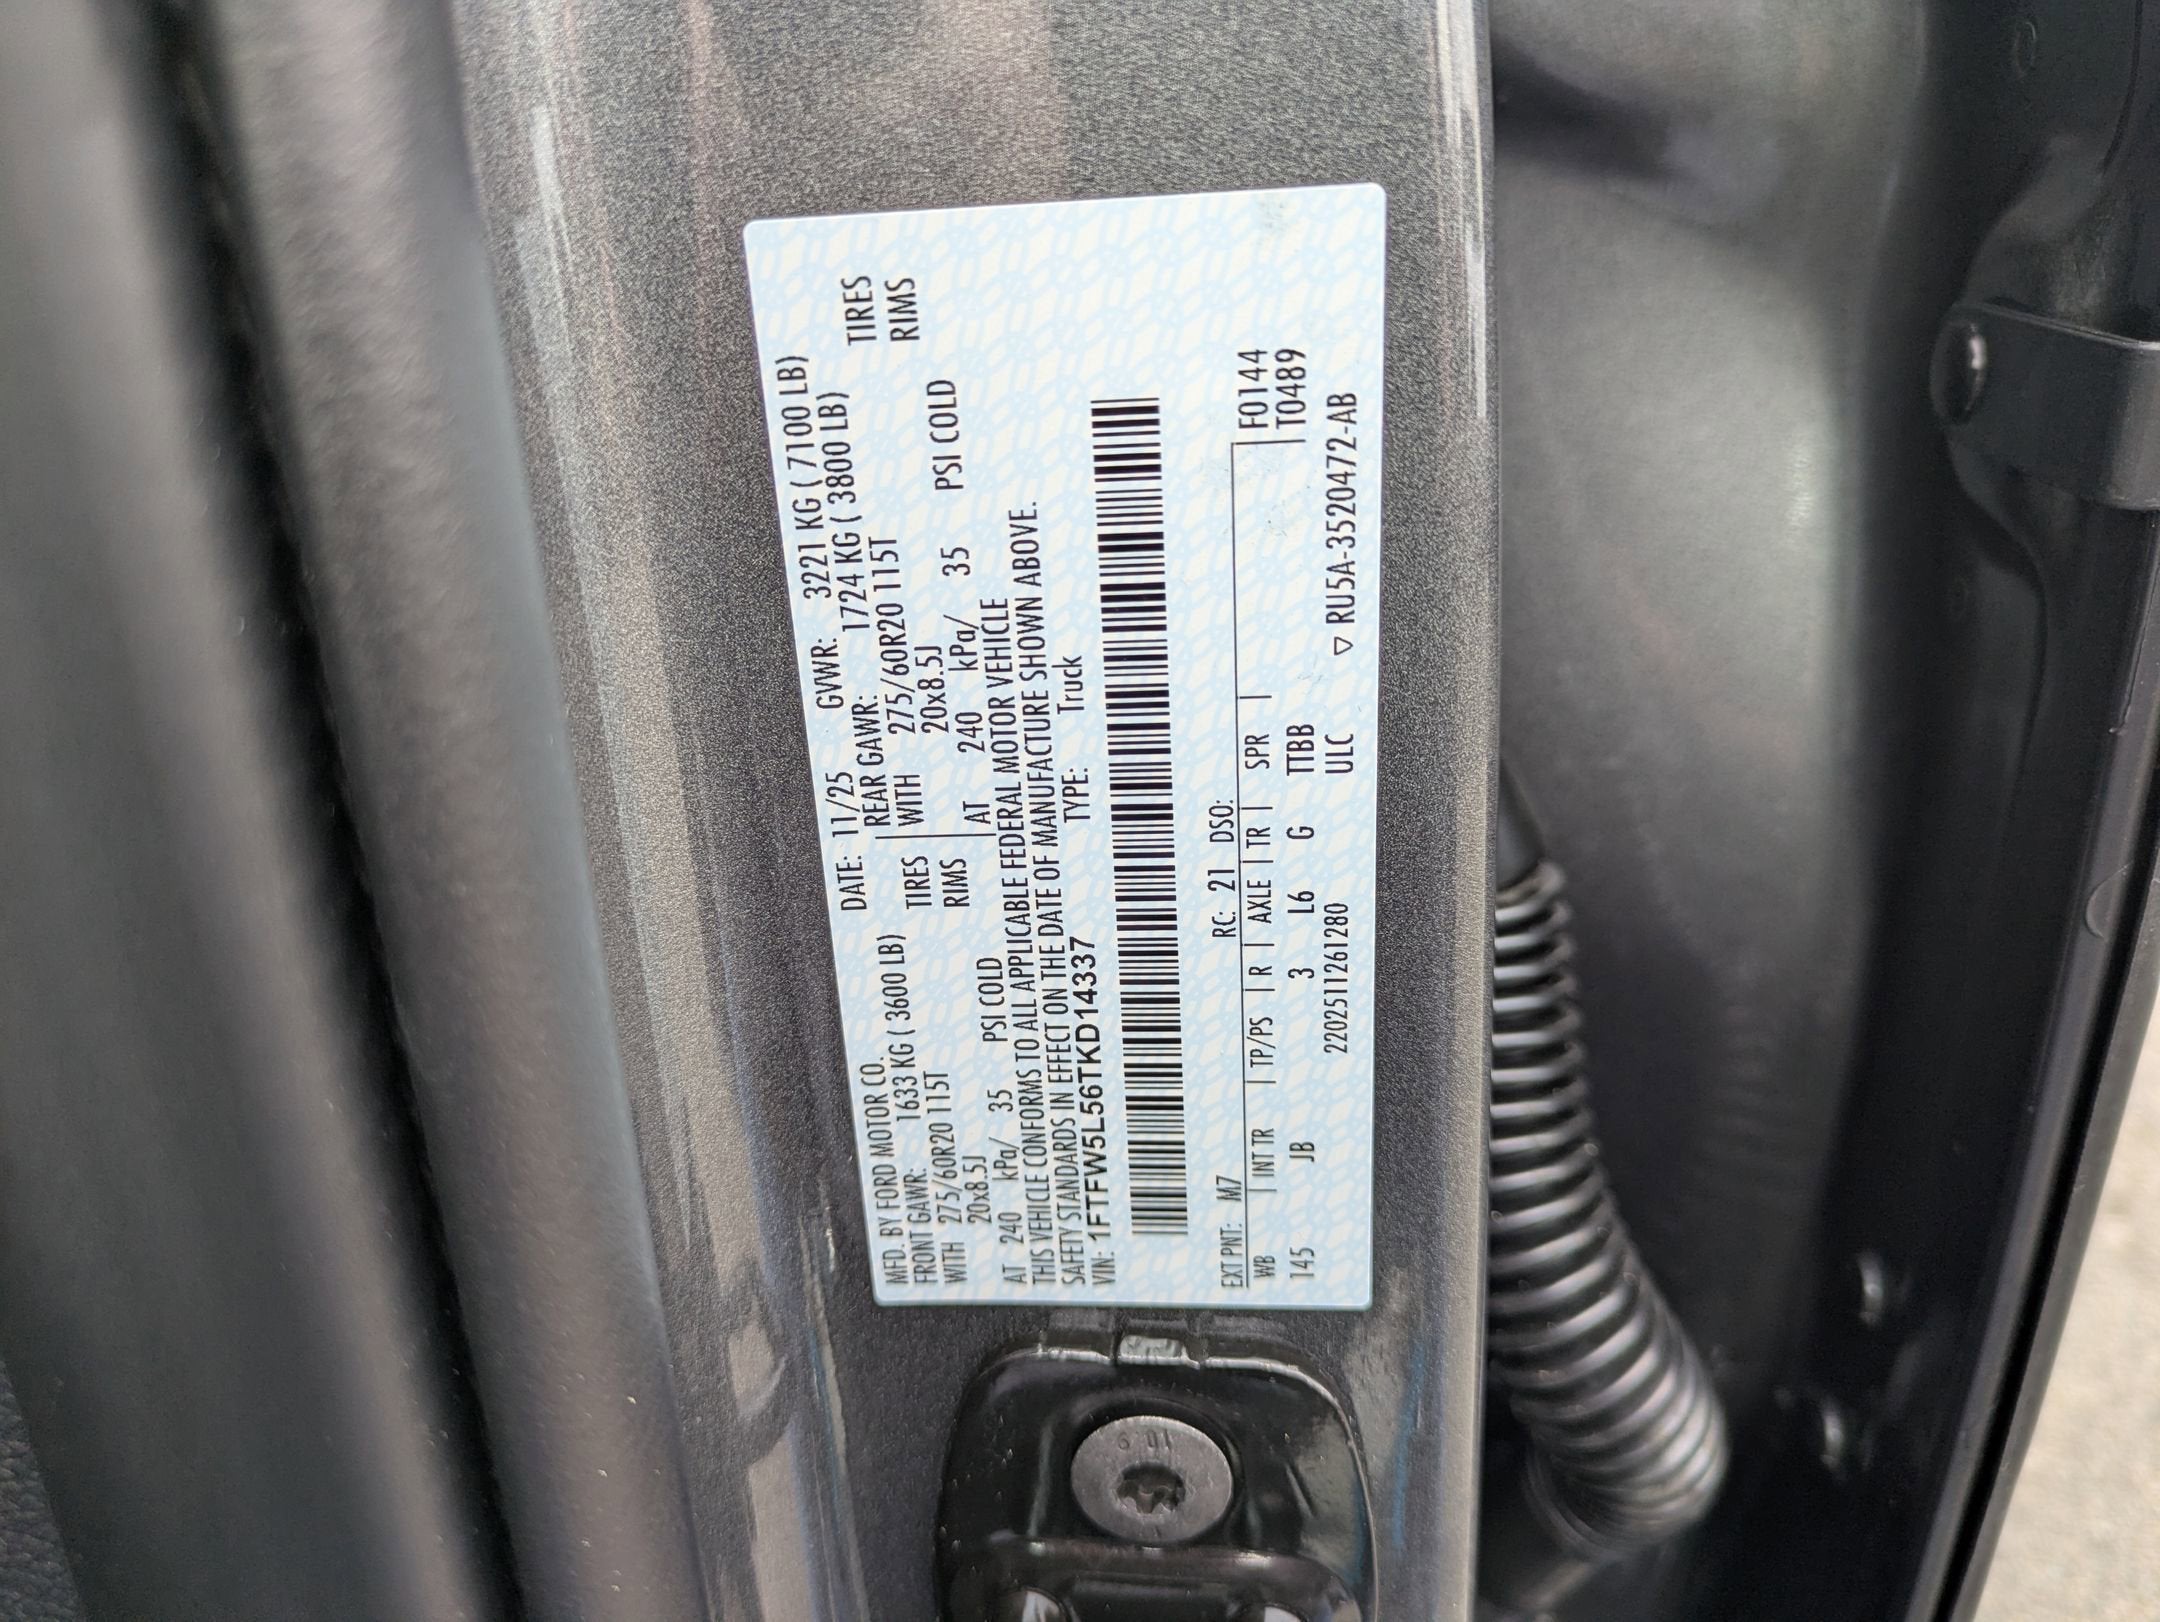 MFD. BY FORD MOTOR CO.
DATE: 11/25 GVWR: 3221 KG ( 7100 LB)
FRONT GAWR: 1633 KG ( 3600 LB) REAR GAWR: 1724 KG ( 3800 LB)
WITH 275/60R20 115T TIRES WITH 275/60R20 115T TIRES
20x8.5J RIMS 20x8.5J RIMS
AT 240 kPa/ 35 PSI COLD AT 240 kPa/ 35 PSI COLD
THIS VEHICLE CONFORMS TO ALL APPLICABLE FEDERAL MOTOR VEHICLE
SAFETY STANDARDS IN EFFECT ON THE DATE OF MANUFACTURE SHOWN ABOVE.
VIN: 1FTFW5L56TKD14337 TYPE: Truck
EXT PNT: M7 RC: 21 DSO:
WB | INT TR | TP/PS | R | AXLE | TR | SPR | F0144
145 JB 3 L6 G TTBB T0489
2202511261280 ULC ▽ RU5A-3520472-AB